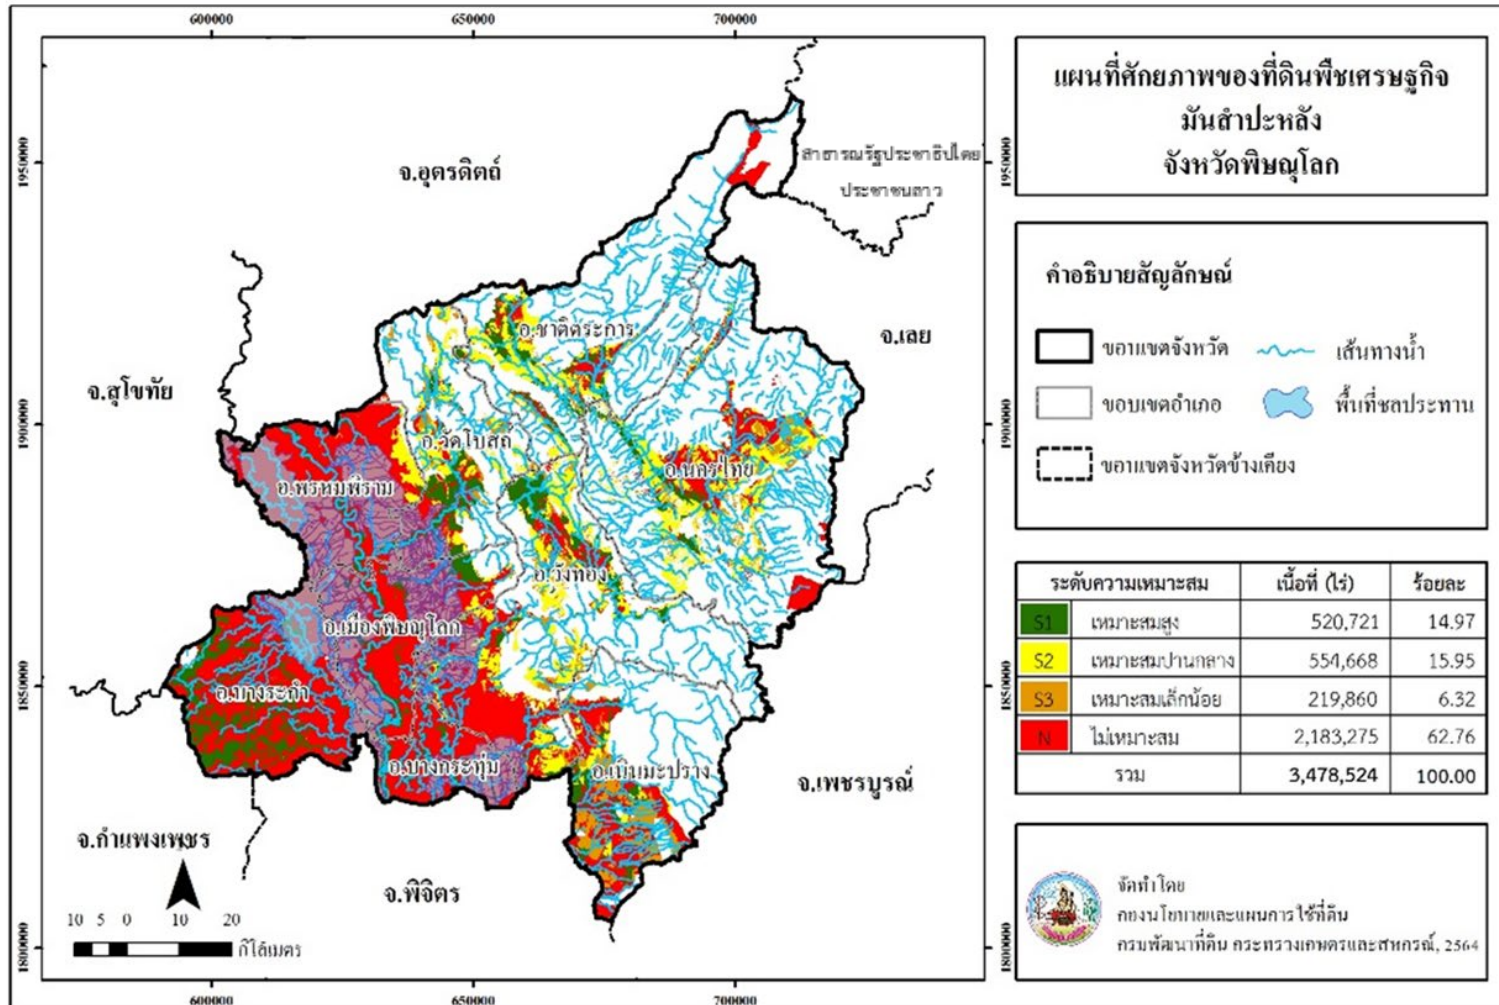 600000 650000 700000
แผนที่ศักยภาพของที่ดินพืชเศรษฐกิจ
มันสำปะหลัง
จังหวัดพิษณุโลก
1950000
1950000
สาธารณรัฐประชาธิปไตย
ประชาชนลาว
จ.อุตรดิตถ์
คำอธิบายสัญลักษณ์
ขอบเขตจังหวัด
เส้นทางน้ำ
ขอบเขตอำเภอ
พื้นที่ชลประทาน
ขอบเขตจังหวัดข้างเคียง
อ.ชาติตระการ
จ.เลย
จ.สุโขทัย
1900000
1900000
อ.วัดโบสถ์
อ.นครไทย
อ.พรหมพิราม
อ.วังทอง
อ.เมืองพิษณุโลก
ระดับความเหมาะสม เนื้อที่ (ไร่) ร้อยละ
S1 เหมาะสมสูง 520,721 14.97
S2 เหมาะสมปานกลาง 554,668 15.95
S3 เหมาะสมเล็กน้อย 219,860 6.32
N ไม่เหมาะสม 2,183,275 62.76
รวม 3,478,524 100.00
1850000
1850000
อ.บางระกำ
อ.บางกระทุ่ม
อ.เนินมะปราง
จ.เพชรบูรณ์
จ.กำแพงเพชร
จ.พิจิตร
10 5 0 10 20
กิโลเมตร
1800000
1800000
จัดทำโดย
กองนโยบายและแผนการใช้ที่ดิน
กรมพัฒนาที่ดิน กระทรวงเกษตรและสหกรณ์, 2564
600000 650000 700000